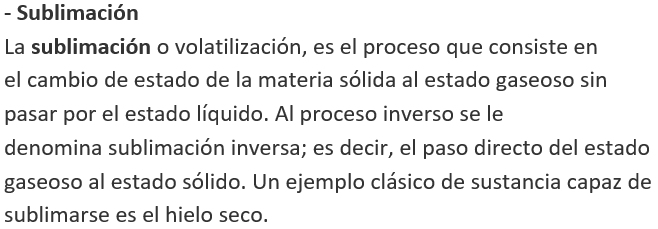 - Sublimación
La sublimación o volatilización, es el proceso que consiste en
el cambio de estado de la materia sólida al estado gaseoso sin
pasar por el estado líquido. Al proceso inverso se le
denomina sublimación inversa; es decir, el paso directo del estado
gaseoso al estado sólido. Un ejemplo clásico de sustancia capaz de
sublimarse es el hielo seco.